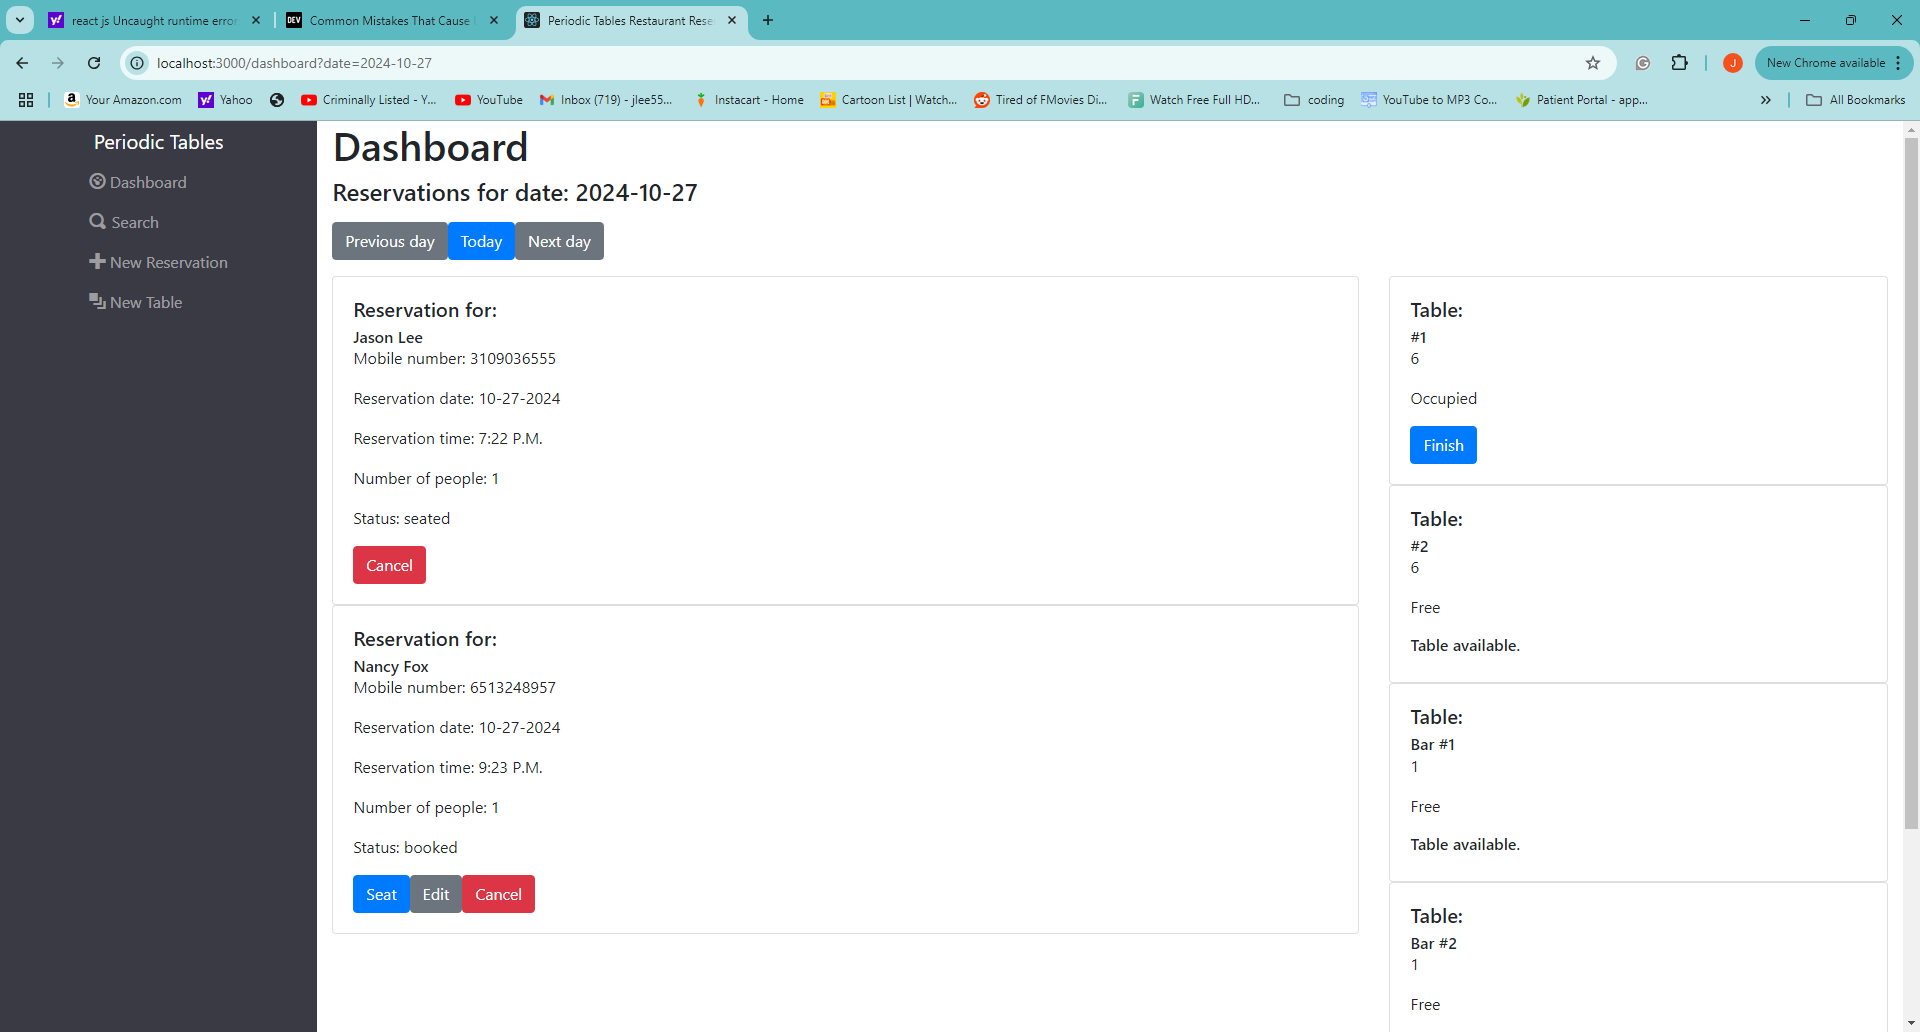 react js Uncaught runtime error
Common Mistakes That Cause
Periodic Tables Restaurant Rese
localhost:3000/dashboard?date=2024-10-27
J
New Chrome available
Your Amazon.com
Yahoo
Criminally Listed - Y...
YouTube
Inbox (719) - jlee55...
Instacart - Home
Cartoon List | Watch...
Tired of FMovies Di...
Watch Free Full HD...
coding
YouTube to MP3 Co...
Patient Portal - app...
All Bookmarks
Periodic Tables
Dashboard
Search
New Reservation
New Table
Dashboard
Reservations for date: 2024-10-27
Previous day
Today
Next day
Reservation for:
Jason Lee
Mobile number: 3109036555
Reservation date: 10-27-2024
Reservation time: 7:22 P.M.
Number of people: 1
Status: seated
Cancel
Reservation for:
Nancy Fox
Mobile number: 6513248957
Reservation date: 10-27-2024
Reservation time: 9:23 P.M.
Number of people: 1
Status: booked
Seat
Edit
Cancel
Table:
#1
6
Occupied
Finish
Table:
#2
6
Free
Table available.
Table:
Bar #1
1
Free
Table available.
Table:
Bar #2
1
Free